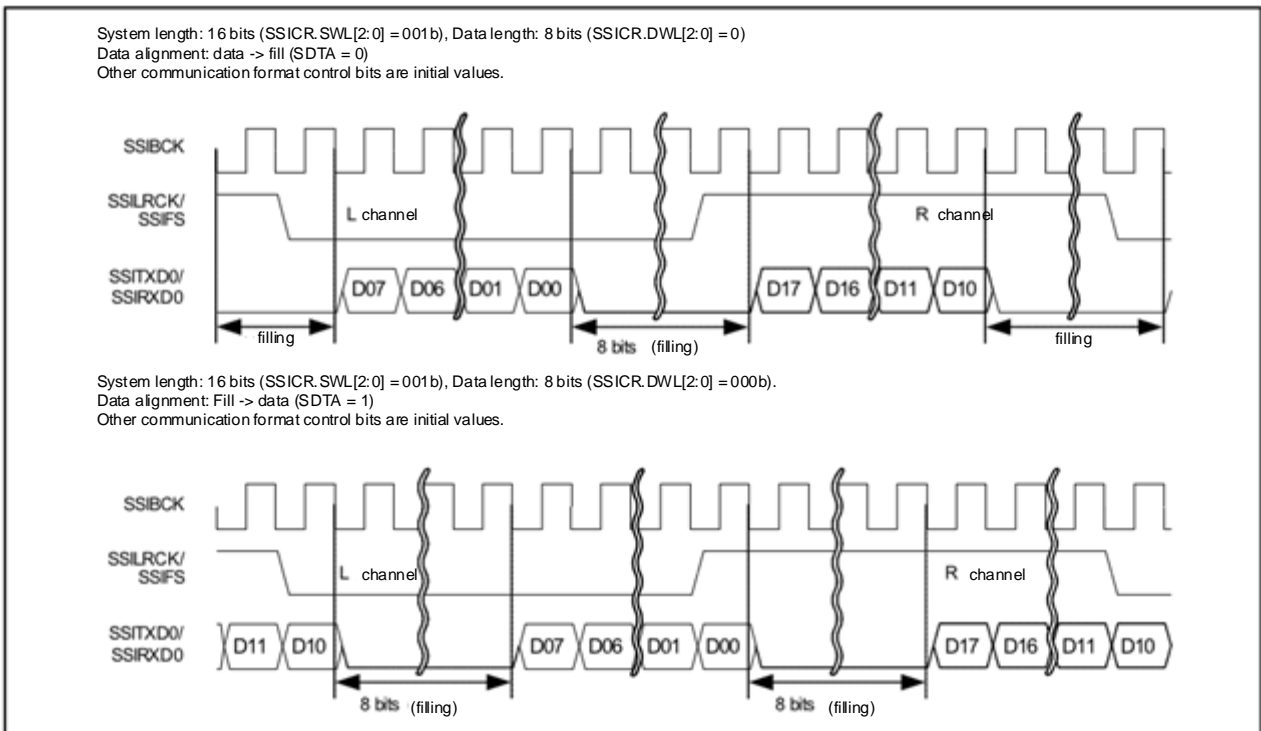 System length: 16 bits (SSICR.SWL[2:0] = 001b), Data length: 8 bits (SSICR.DWL[2:0] = 0)
Data alignment: data -> fill (SDTA = 0)
Other communication format control bits are initial values.
SSIBCK
SSILRCK/
SSIFS
L channel
R channel
SSITXD0/
SSIRXD0
D07 D06 D01 D00 D17 D16 D11 D10
filling
8 bits (filling)
filling
System length: 16 bits (SSICR.SWL[2:0] = 001b), Data length: 8 bits (SSICR.DWL[2:0] = 000b).
Data alignment: Fill -> data (SDTA = 1)
Other communication format control bits are initial values.
SSIBCK
SSILRCK/
SSIFS
L channel
R channel
SSITXD0/
SSIRXD0
D11 D10 D07 D06 D01 D00 D17 D16 D11 D10
8 bits (filling)
8 bits (filling)